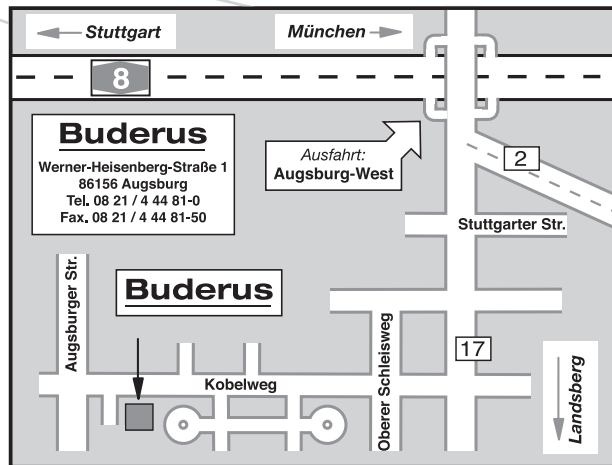 Stuttgart
München
8
Buderus
Werner-Heisenberg-Straße 1
86156 Augsburg
Tel. 08 21 / 4 44 81-0
Fax. 08 21 / 4 44 81-50
Ausfahrt:
Augsburg-West
2
Stuttgarter Str.
Augsburger Str.
Buderus
Oberer Schleisweg
17
Kobelweg
Landsberg